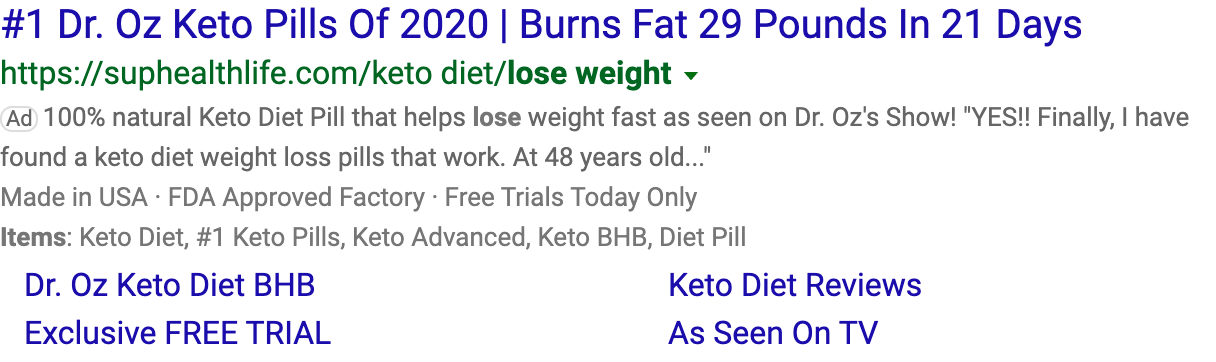 #1 Dr. Oz Keto Pills Of 2020 | Burns Fat 29 Pounds In 21 Days
https://suphealthlife.com/keto diet/lose weight
Ad 100% natural Keto Diet Pill that helps lose weight fast as seen on Dr. Oz's Show! "YES!! Finally, I have
found a keto diet weight loss pills that work. At 48 years old..."
Made in USA · FDA Approved Factory · Free Trials Today Only
Items: Keto Diet, #1 Keto Pills, Keto Advanced, Keto BHB, Diet Pill
Dr. Oz Keto Diet BHB
Keto Diet Reviews
Exclusive FREE TRIAL
As Seen On TV